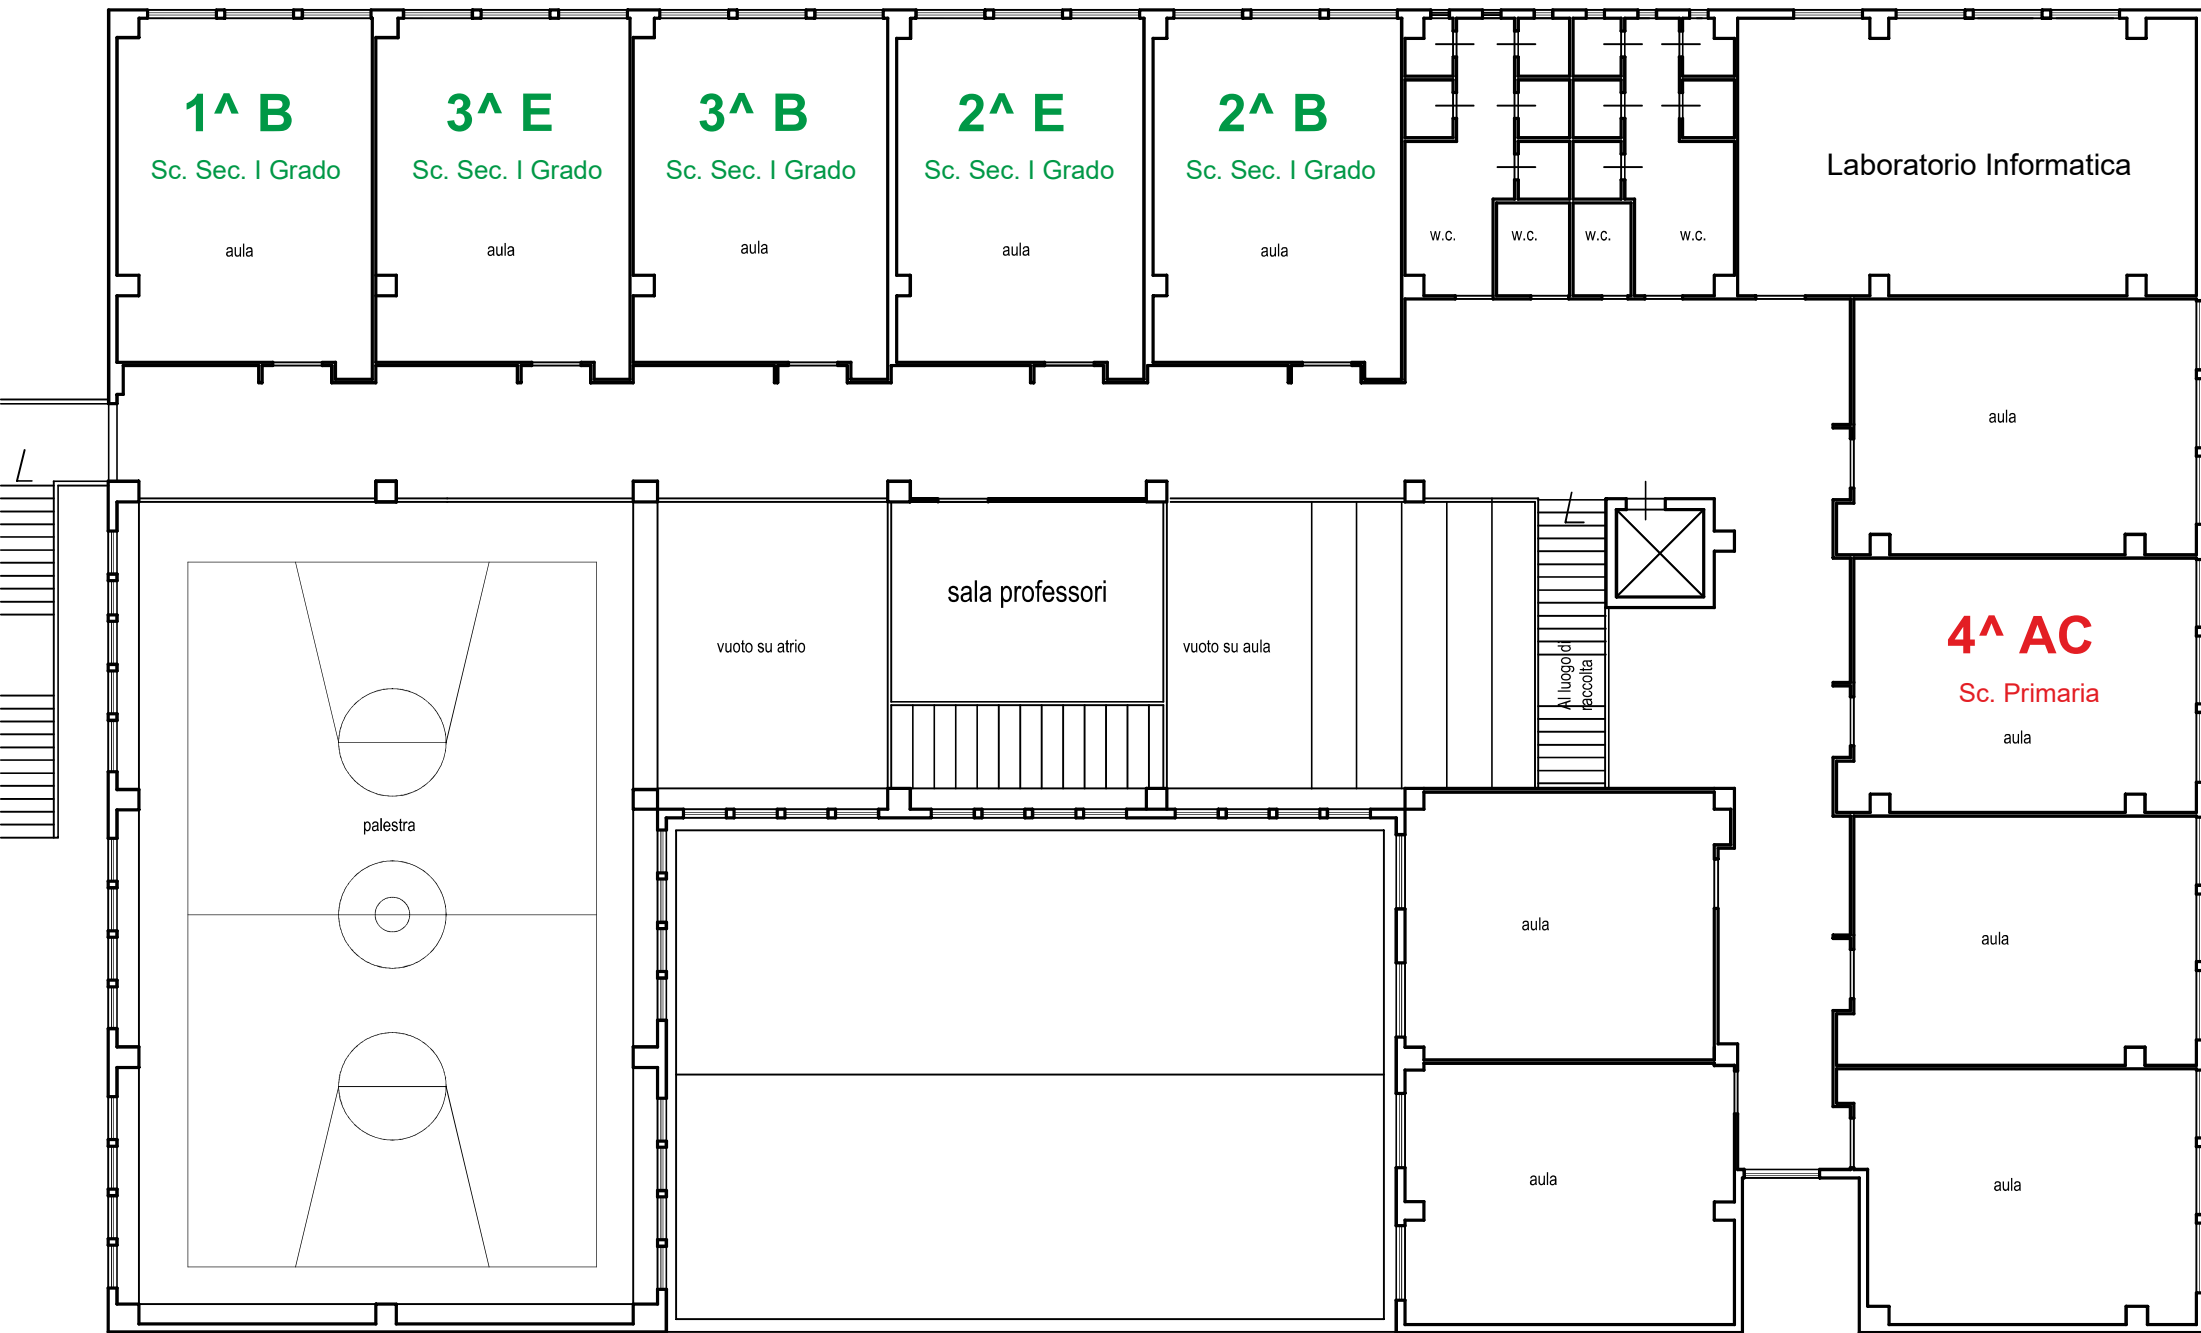 1^ B
Sc. Sec. I Grado
aula
3^ E
Sc. Sec. I Grado
aula
3^ B
Sc. Sec. I Grado
aula
2^ E
Sc. Sec. I Grado
aula
2^ B
Sc. Sec. I Grado
aula
w.c.
w.c.
w.c.
w.c.
Laboratorio Informatica
aula
sala professori
vuoto su atrio
vuoto su aula
Al luogo di
raccolta
4^ AC
Sc. Primaria
aula
palestra
aula
aula
aula
aula